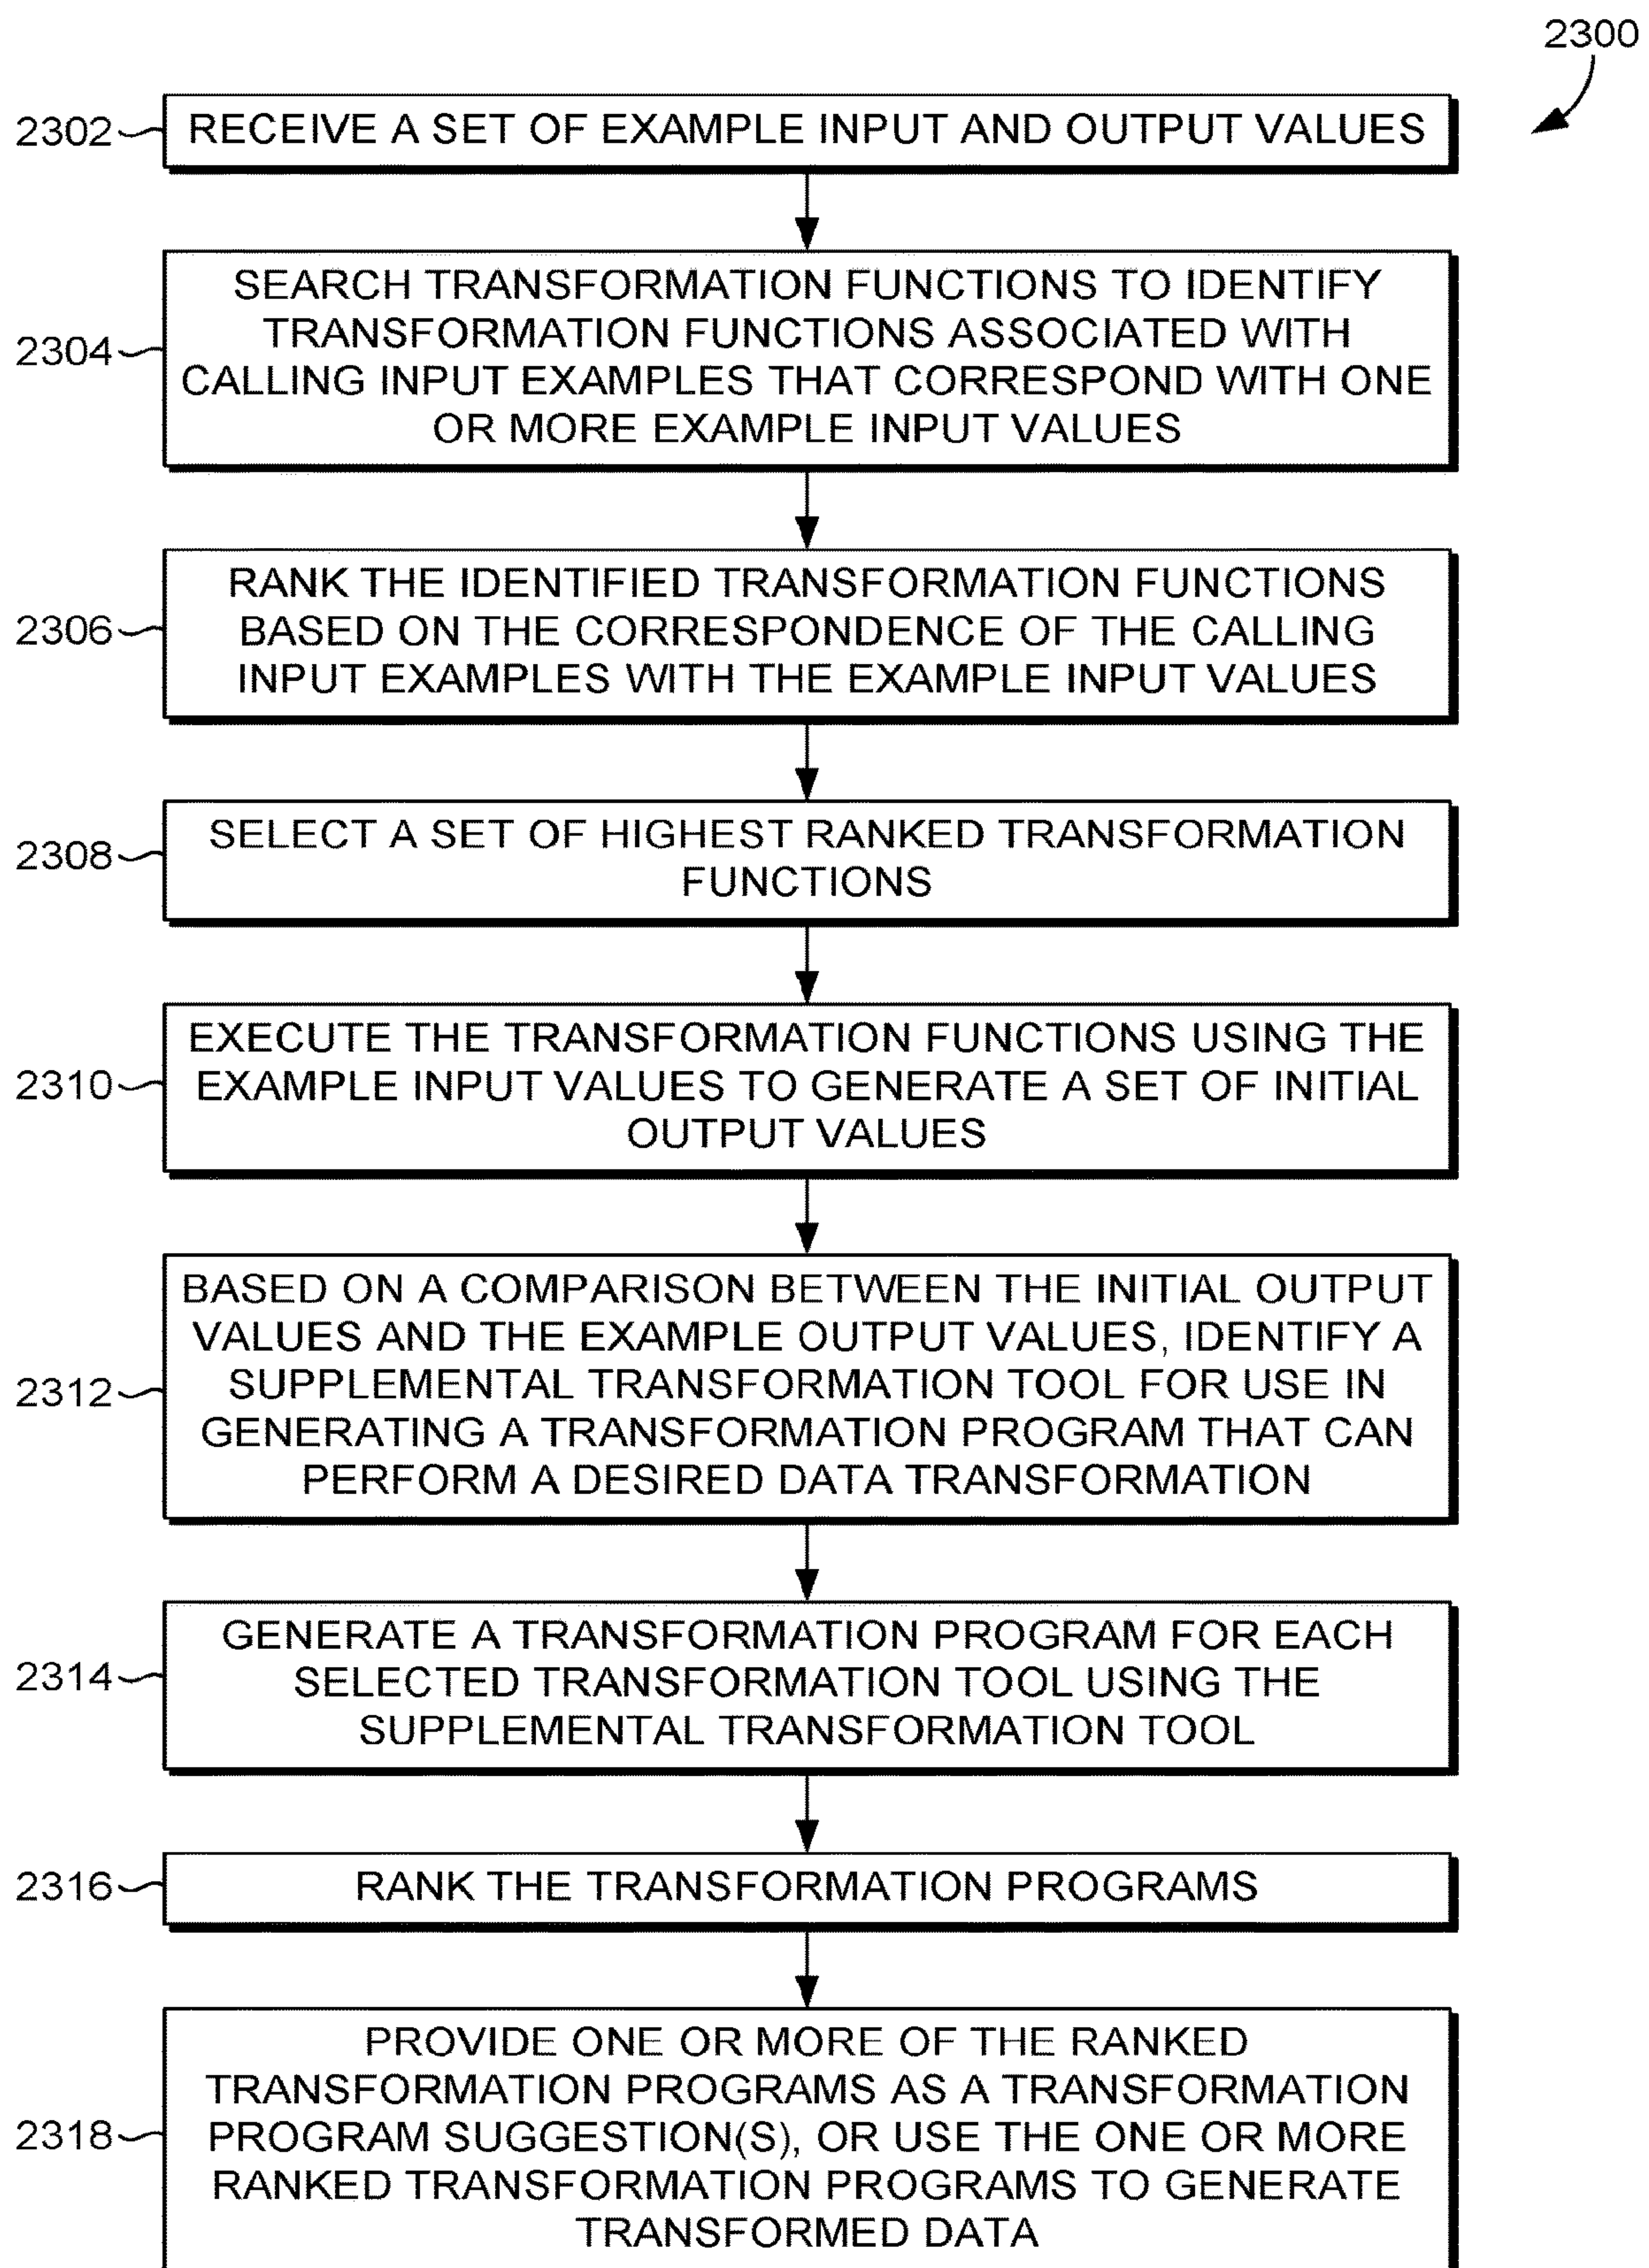 2300
2302
RECEIVE A SET OF EXAMPLE INPUT AND OUTPUT VALUES
2304
SEARCH TRANSFORMATION FUNCTIONS TO IDENTIFY
TRANSFORMATION FUNCTIONS ASSOCIATED WITH
CALLING INPUT EXAMPLES THAT CORRESPOND WITH ONE
OR MORE EXAMPLE INPUT VALUES
2306
RANK THE IDENTIFIED TRANSFORMATION FUNCTIONS
BASED ON THE CORRESPONDENCE OF THE CALLING
INPUT EXAMPLES WITH THE EXAMPLE INPUT VALUES
2308
SELECT A SET OF HIGHEST RANKED TRANSFORMATION
FUNCTIONS
2310
EXECUTE THE TRANSFORMATION FUNCTIONS USING THE
EXAMPLE INPUT VALUES TO GENERATE A SET OF INITIAL
OUTPUT VALUES
2312
BASED ON A COMPARISON BETWEEN THE INITIAL OUTPUT
VALUES AND THE EXAMPLE OUTPUT VALUES, IDENTIFY A
SUPPLEMENTAL TRANSFORMATION TOOL FOR USE IN
GENERATING A TRANSFORMATION PROGRAM THAT CAN
PERFORM A DESIRED DATA TRANSFORMATION
2314
GENERATE A TRANSFORMATION PROGRAM FOR EACH
SELECTED TRANSFORMATION TOOL USING THE
SUPPLEMENTAL TRANSFORMATION TOOL
2316
RANK THE TRANSFORMATION PROGRAMS
2318
PROVIDE ONE OR MORE OF THE RANKED
TRANSFORMATION PROGRAMS AS A TRANSFORMATION
PROGRAM SUGGESTION(S), OR USE THE ONE OR MORE
RANKED TRANSFORMATION PROGRAMS TO GENERATE
TRANSFORMED DATA